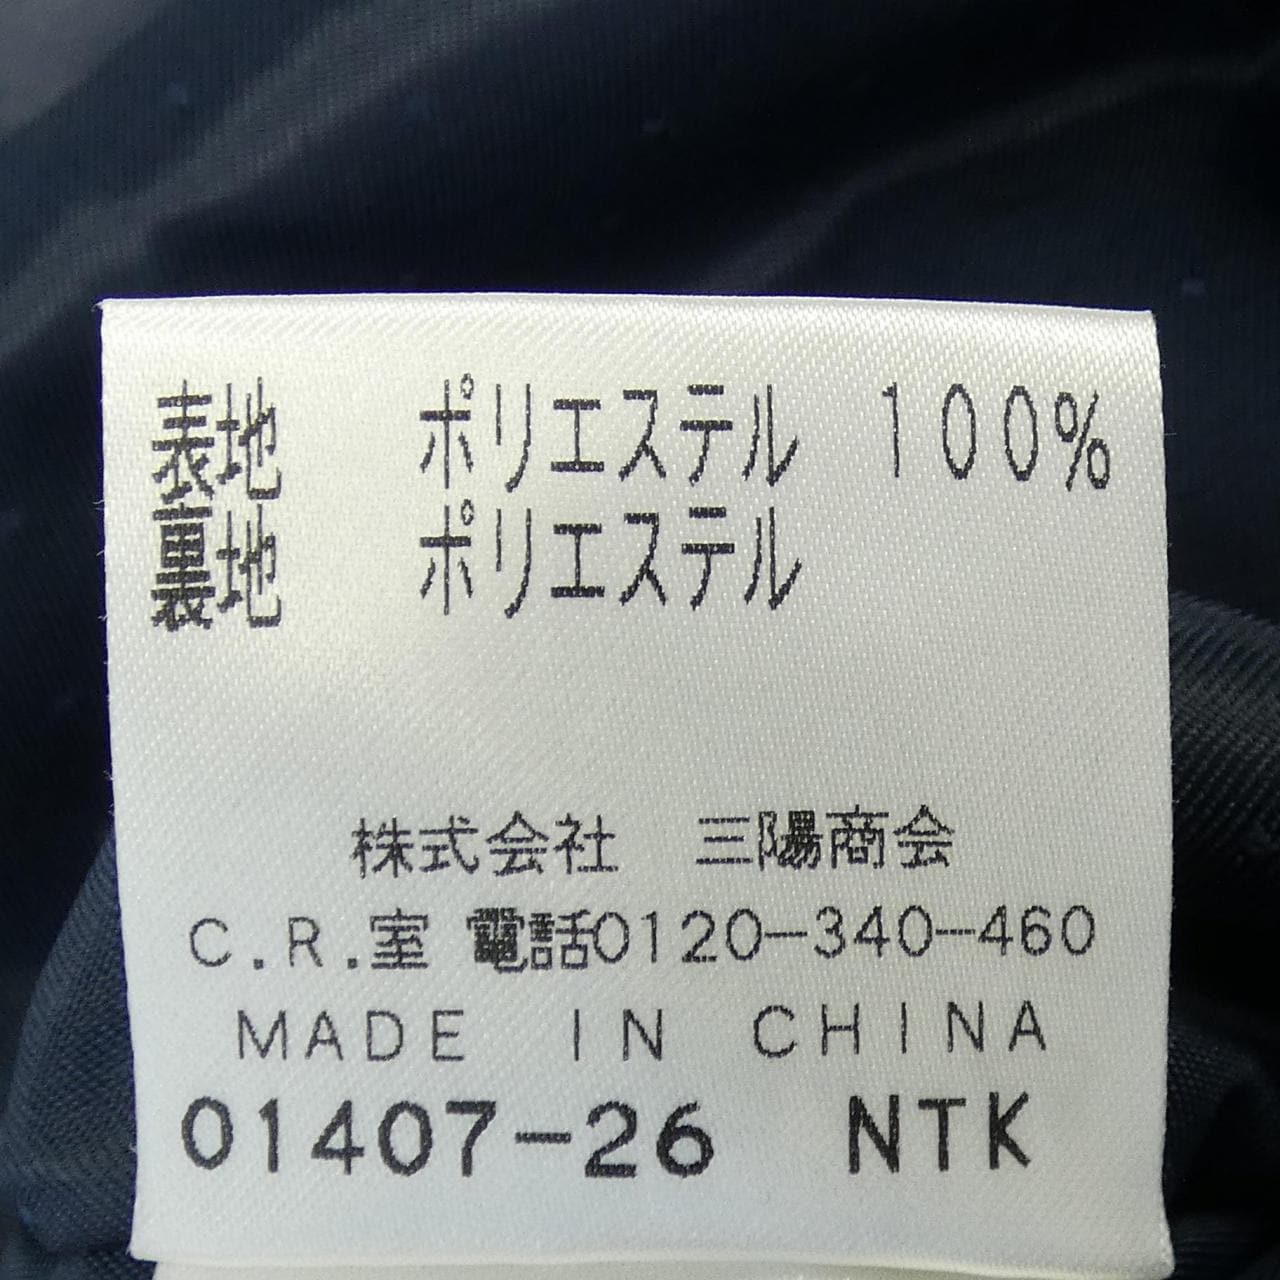 表地 ポリエステル 100%
裏地 ポリエステル
株式会社 三陽商会
C.R.室 電話0120-340-460
MADE IN CHINA
01407-26 NTK